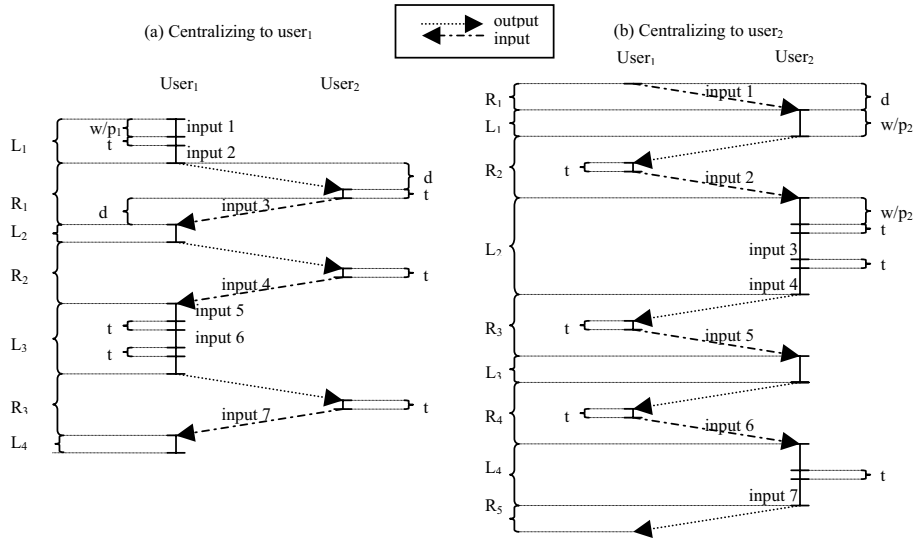 (a) Centralizing to user1
output
input
(b) Centralizing to user2
User1 User2
User1 User2
L1
R1
L2
R2
L3
R3
L4
w/p1
t
input 1
input 2
d
t
d
input 3
input 4
t
input 5
t
input 6
t
input 7
t
R1
L1
R2
L2
R3
L3
R4
L4
R5
input 1
d
w/p2
t
input 2
w/p2
t
input 3
t
input 4
t
input 5
t
input 6
t
input 7